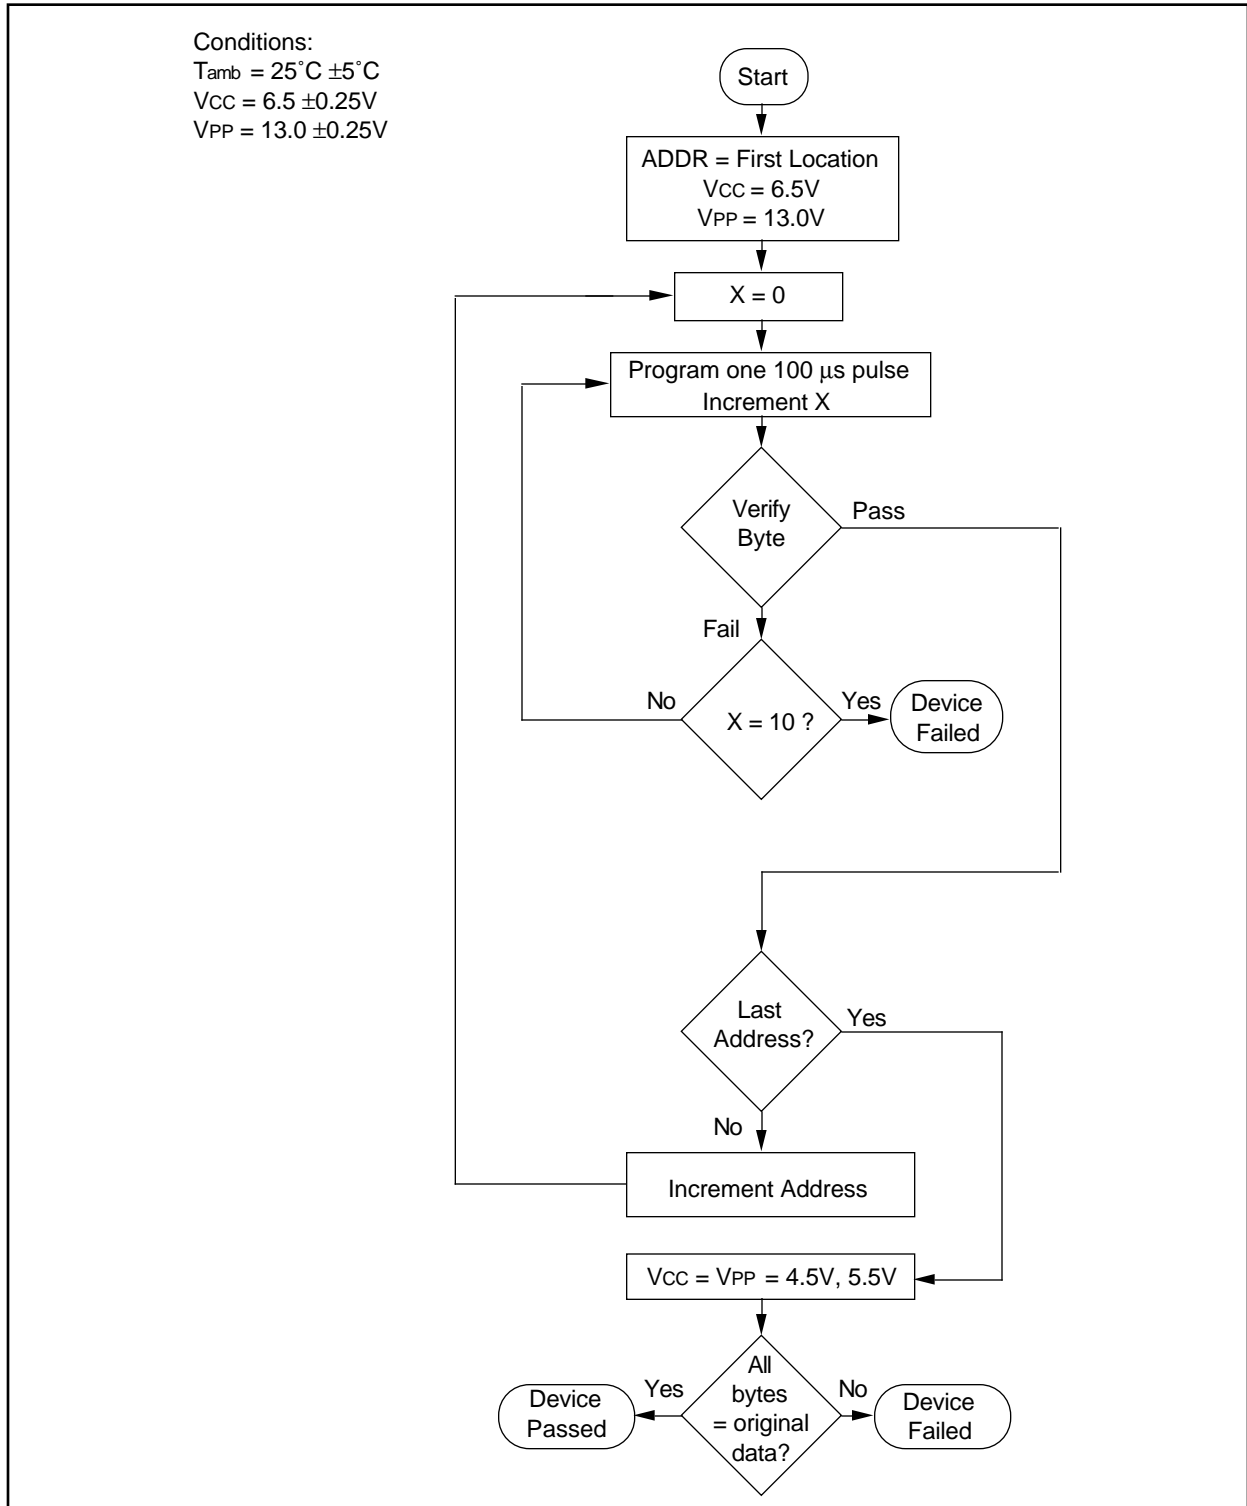 Conditions:
Tamb = 25˚C ±5˚C
VCC = 6.5 ±0.25V
VPP = 13.0 ±0.25V
Start
ADDR = First Location
VCC = 6.5V
VPP = 13.0V
X = 0
Program one 100 µs pulse
Increment X
Verify
Byte
Pass
Fail
No
X = 10 ?
Yes
Device
Failed
Last
Address?
Yes
No
Increment Address
VCC = VPP = 4.5V, 5.5V
Device
Passed
Yes
All
bytes
= original
data?
No
Device
Failed